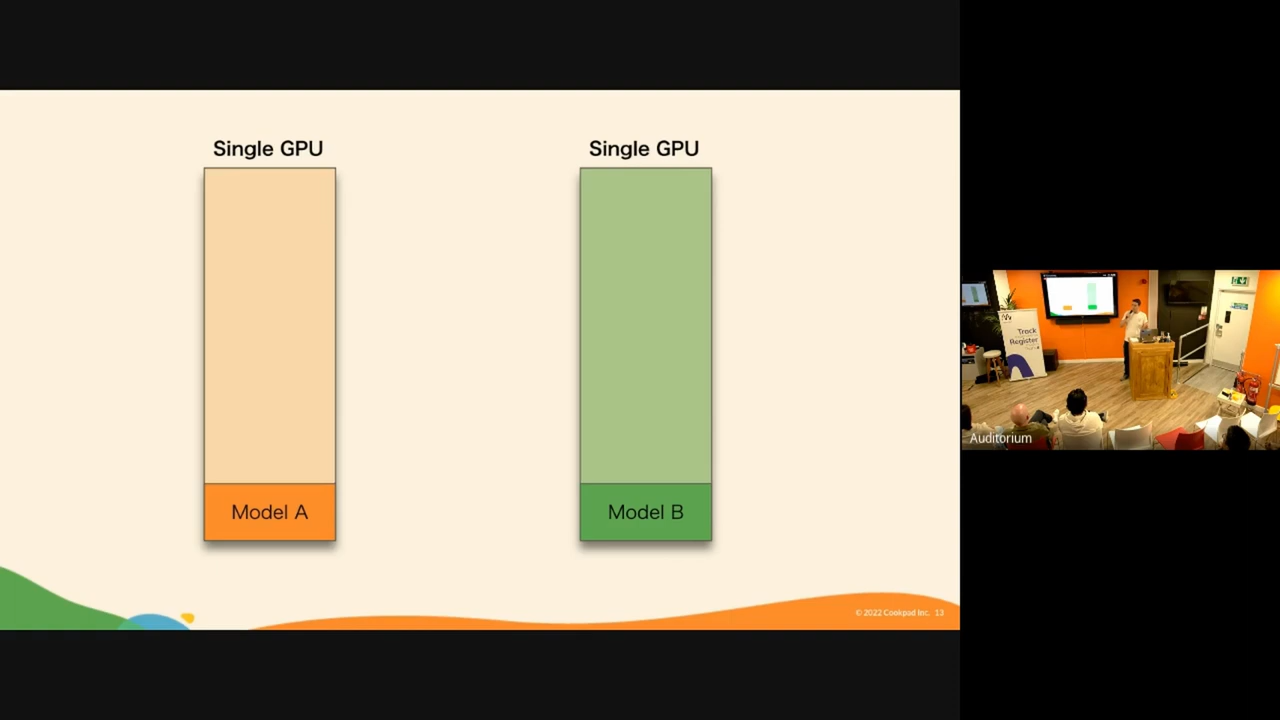 Single GPU
Single GPU
Model A
Model B
© 2022 Cookpad Inc. 13
Track
Register
Auditorium